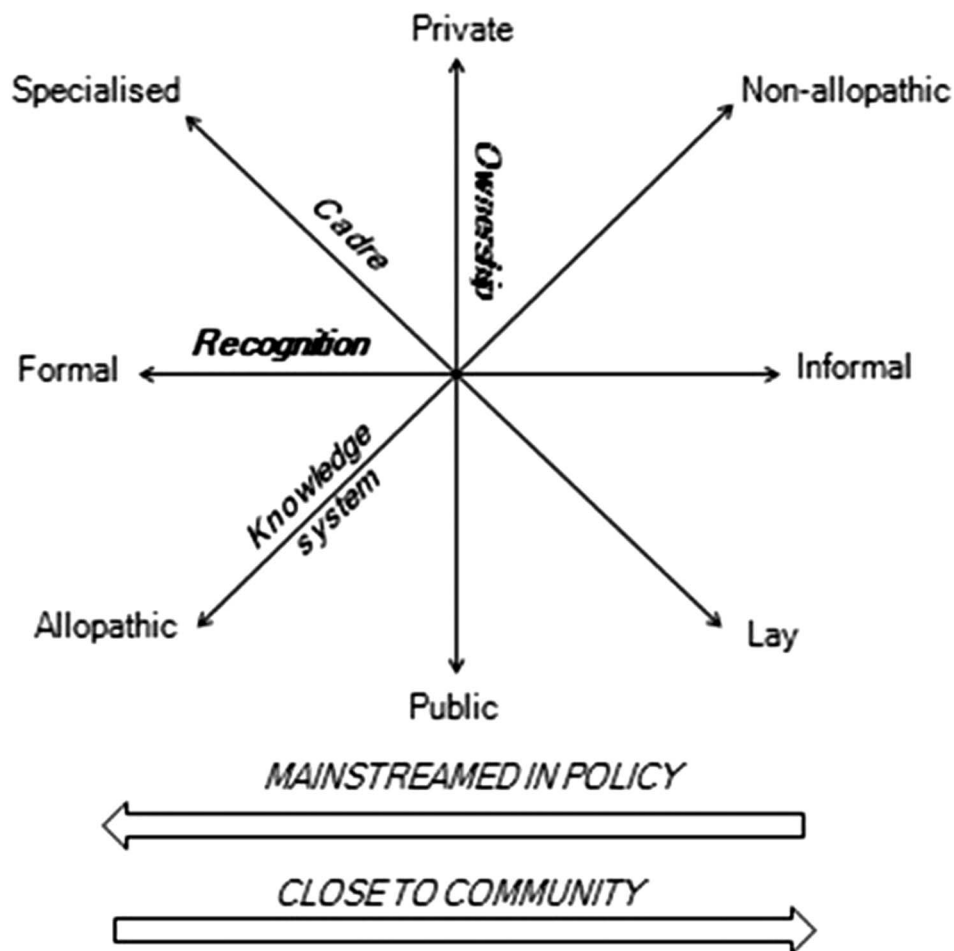 Private
Specialised
Non-allopathic
Ownership
Cadre
Recognition
Formal
Informal
Knowledge
system
Allopathic
Lay
Public
MAINSTREAMED IN POLICY
CLOSE TO COMMUNITY